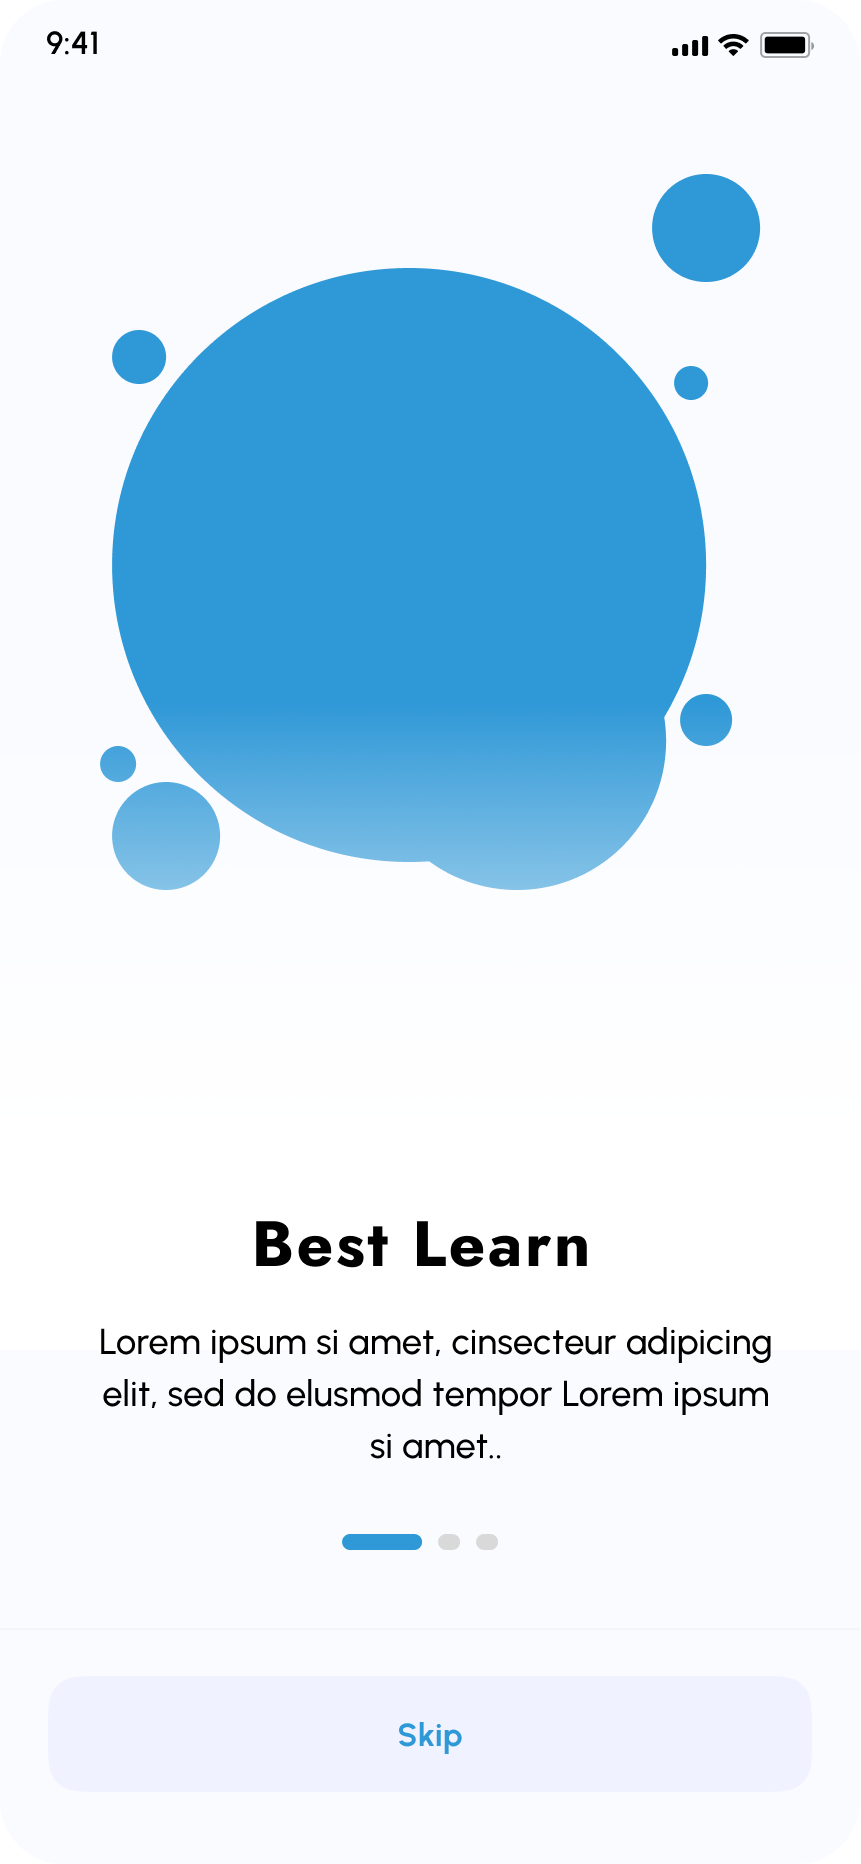 9:41
Best Learn
Lorem ipsum si amet, cinsecteur adipicing
elit, sed do elusmod tempor Lorem ipsum
si amet..
Skip